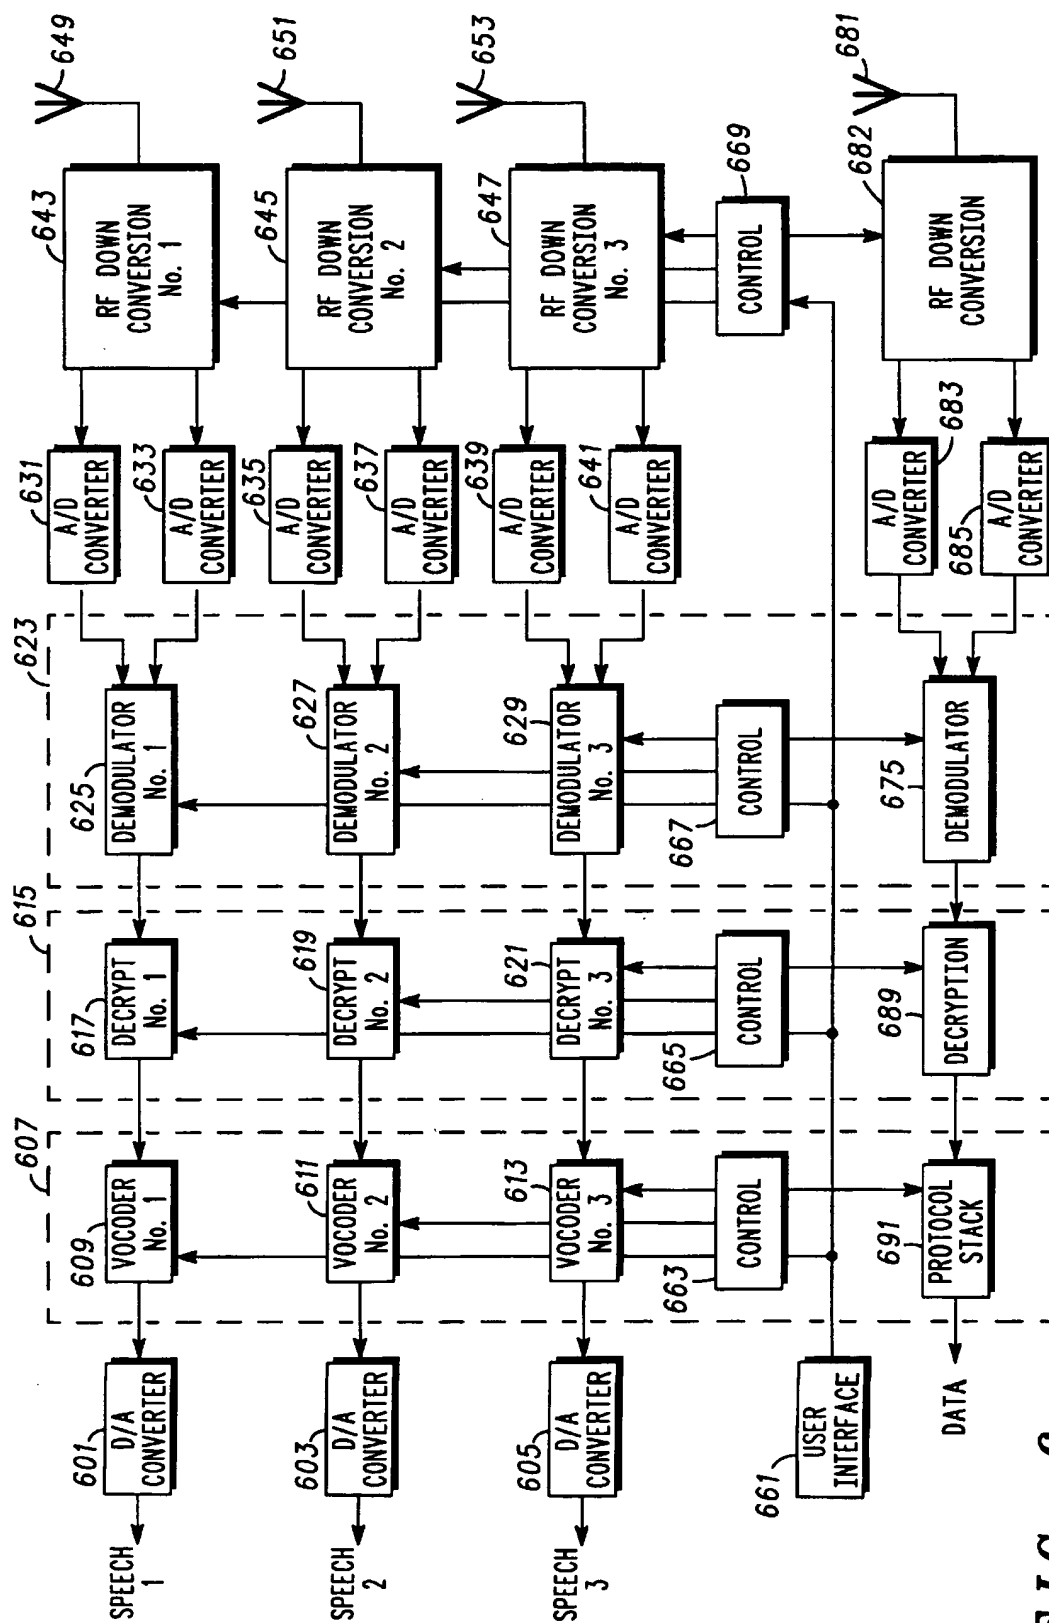 SPEECH
1
601
D/A
CONVERTER
607
609
VOCODER
No. 1
615
617
DECRYPT
No. 1
623
625
DEMODULATOR
No. 1
631
A/D
CONVERTER
633
A/D
CONVERTER
643
RF DOWN
CONVERSION
No. 1
649
SPEECH
2
603
D/A
CONVERTER
611
VOCODER
No. 2
619
DECRYPT
No. 2
627
DEMODULATOR
No. 2
635
A/D
CONVERTER
637
A/D
CONVERTER
645
RF DOWN
CONVERSION
No. 2
651
SPEECH
3
605
D/A
CONVERTER
613
VOCODER
No. 3
621
DECRYPT
No. 3
629
DEMODULATOR
No. 3
639
A/D
CONVERTER
641
A/D
CONVERTER
647
RF DOWN
CONVERSION
No. 3
653
661
USER
INTERFACE
663
CONTROL
665
CONTROL
667
CONTROL
669
CONTROL
DATA
691
PROTOCOL
STACK
689
DECRYPTION
675
DEMODULATOR
683
A/D
CONVERTER
685
A/D
CONVERTER
682
RF DOWN
CONVERSION
681